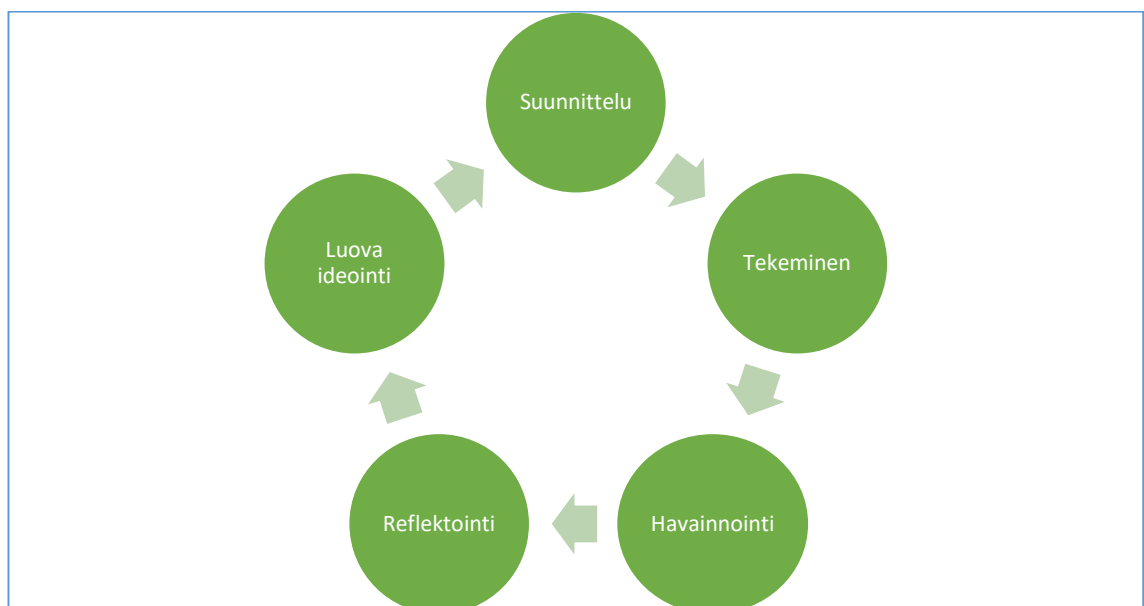 Suunnittelu
Tekeminen
Havainnointi
Reflektointi
Luova
ideointi